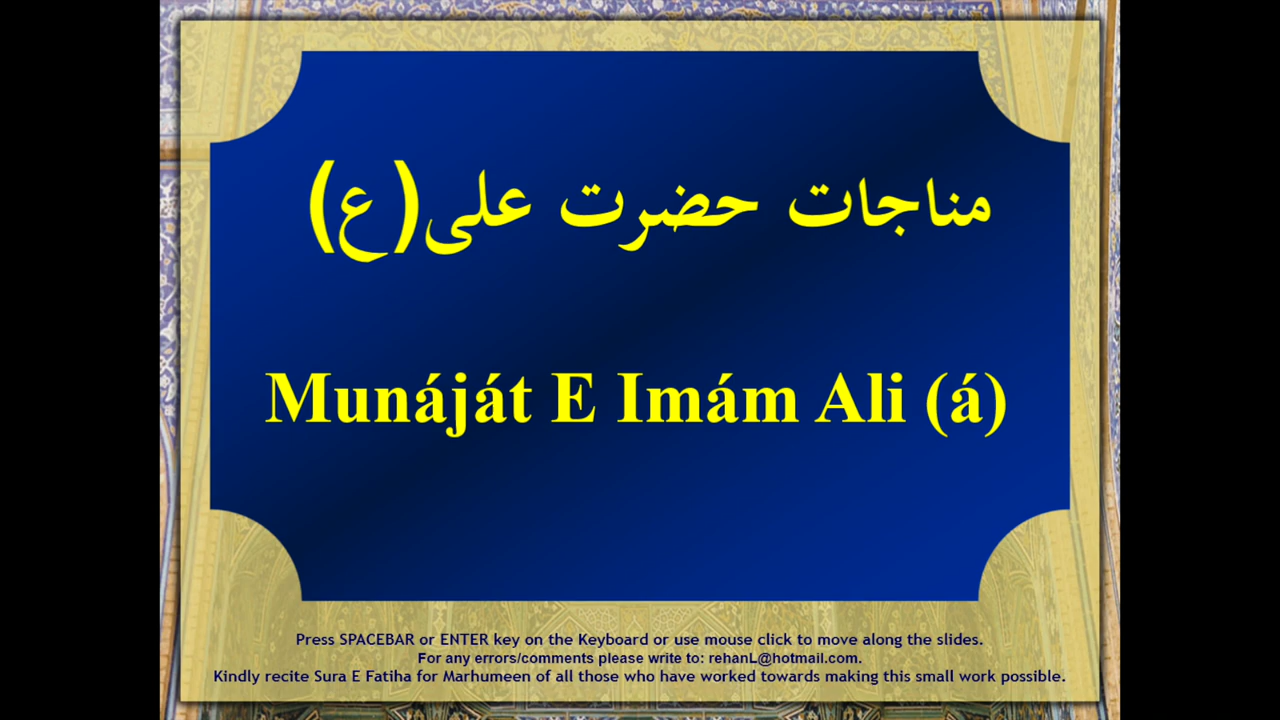 مناجات حضرت علی(ع)
Munáját E Imám Ali (á)
Press SPACEBAR or ENTER key on the Keyboard or use mouse click to move along the slides.
For any errors/comments please write to: rehanL@hotmail.com.
Kindly recite Sura E Fatiha for Marhumeen of all those who have worked towards making this small work possible.